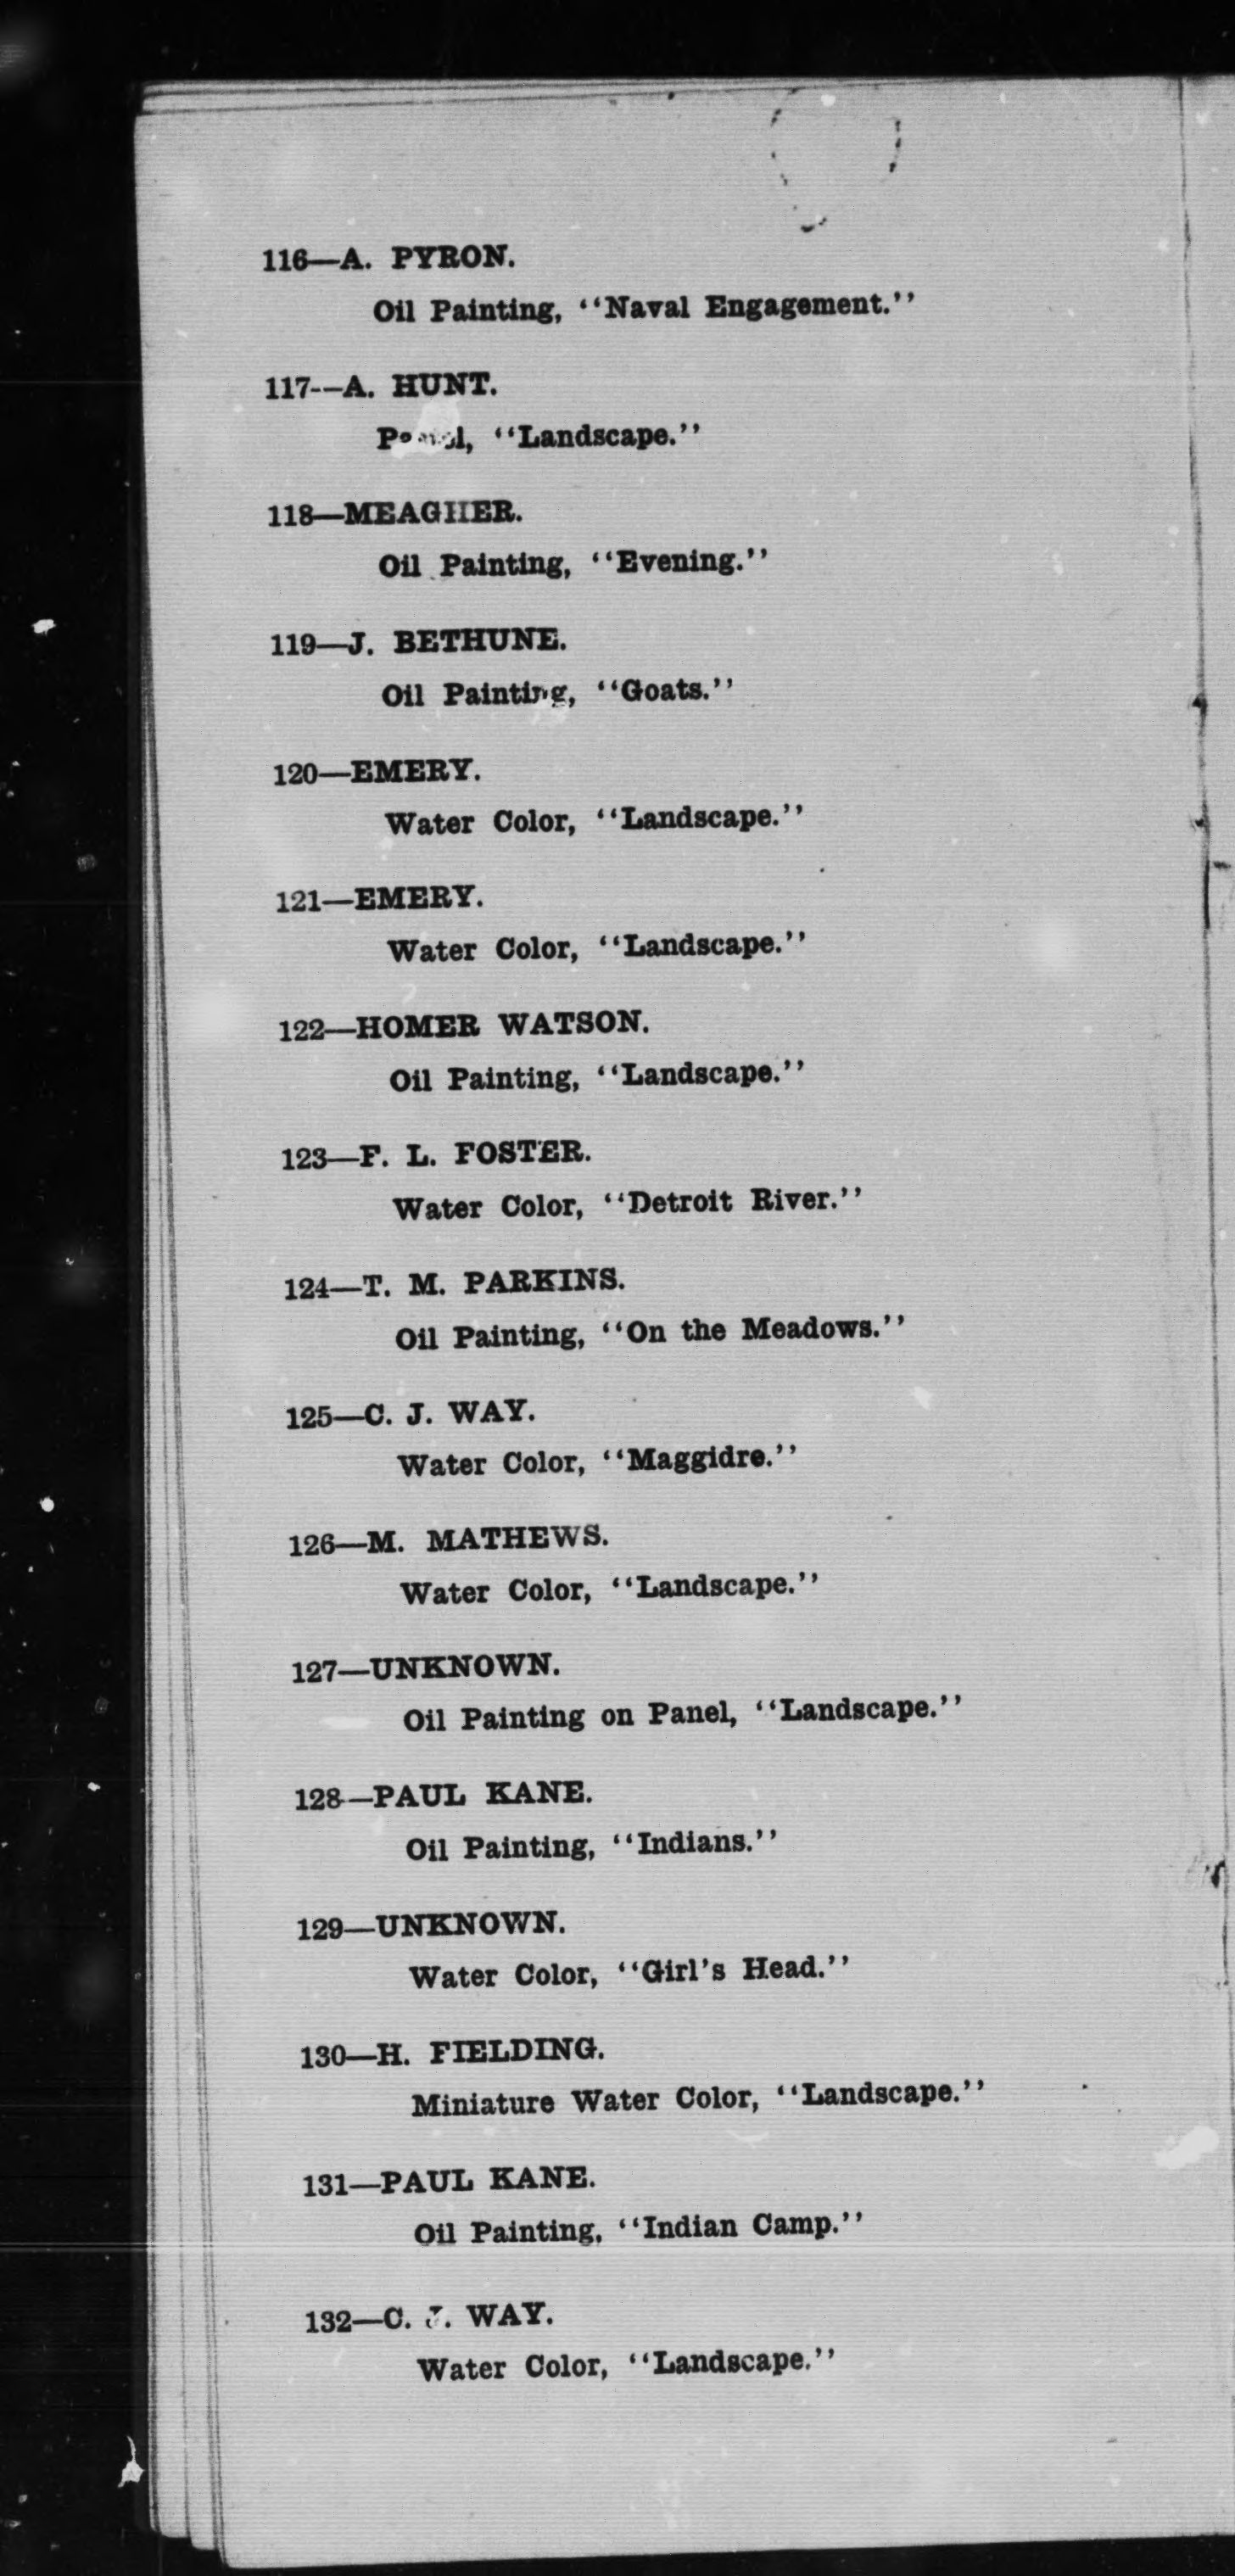 116—A. PYRON.
Oil Painting, ‘‘Naval Engagement.’’
117--A. HUNT.
‘‘Landscape.’’
118—MEAGHER.
Oil Painting, ‘‘Evening.’’
119—J. BETHUNE.
Oil Painting, ‘‘Goats.’’
120—EMERY.
Water Color, ‘‘Landscape.’’
121—EMERY.
Water Color, ‘‘Landscape.’’
122—HOMER WATSON.
Oil Painting, ‘‘Landscape.’’
123—F. L. FOSTER.
Water Color, ‘‘Detroit River.’’
124—T. M. PARKINS.
Oil Painting, ‘‘On the Meadows.’’
125—C. J. WAY.
Water Color, ‘‘Maggidre.’’
126—M. MATHEWS.
Water Color, ‘‘Landscape.’’
127—UNKNOWN.
Oil Painting on Panel, ‘‘Landscape.’’
128—PAUL KANE.
Oil Painting, ‘‘Indians.’’
129—UNKNOWN.
Water Color, ‘‘Girl's Head.’’
130—H. FIELDING.
Miniature Water Color, ‘‘Landscape.’’
131—PAUL KANE.
Oil Painting, ‘‘Indian Camp.’’
132—C. J. WAY.
Water Color, ‘‘Landscape.’’